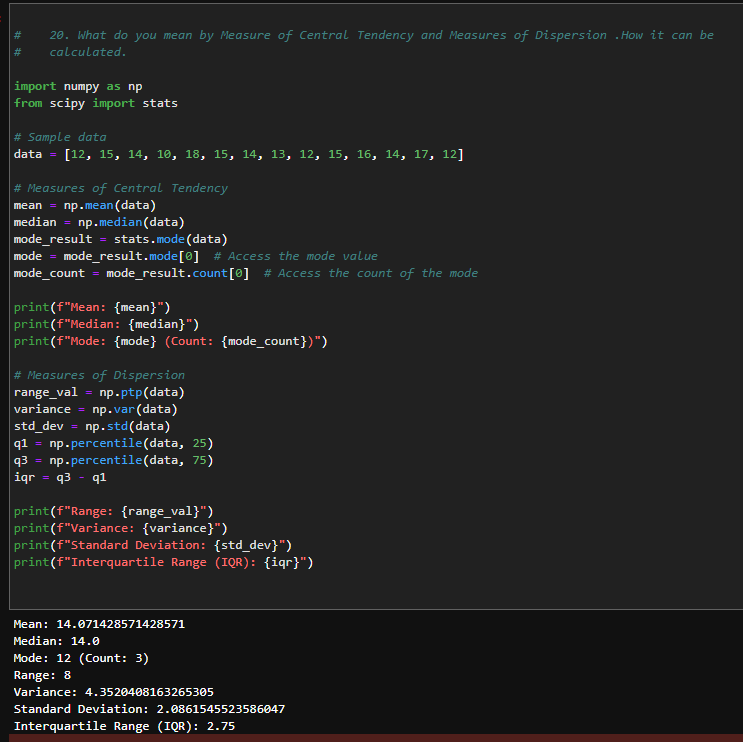 #    20. What do you mean by Measure of Central Tendency and Measures of Dispersion .How it can be
#    calculated.
import numpy as np
from scipy import stats
# Sample data
data = [12, 15, 14, 10, 18, 15, 14, 13, 12, 15, 16, 14, 17, 12]
# Measures of Central Tendency
mean = np.mean(data)
median = np.median(data)
mode_result = stats.mode(data)
mode = mode_result.mode[0]  # Access the mode value
mode_count = mode_result.count[0]  # Access the count of the mode
print(f"Mean: {mean}")
print(f"Median: {median}")
print(f"Mode: {mode} (Count: {mode_count})")
# Measures of Dispersion
range_val = np.ptp(data)
variance = np.var(data)
std_dev = np.std(data)
q1 = np.percentile(data, 25)
q3 = np.percentile(data, 75)
iqr = q3 - q1
print(f"Range: {range_val}")
print(f"Variance: {variance}")
print(f"Standard Deviation: {std_dev}")
print(f"Interquartile Range (IQR): {iqr}")
Mean: 14.071428571428571
Median: 14.0
Mode: 12 (Count: 3)
Range: 8
Variance: 4.3520408163265305
Standard Deviation: 2.0861545523586047
Interquartile Range (IQR): 2.75